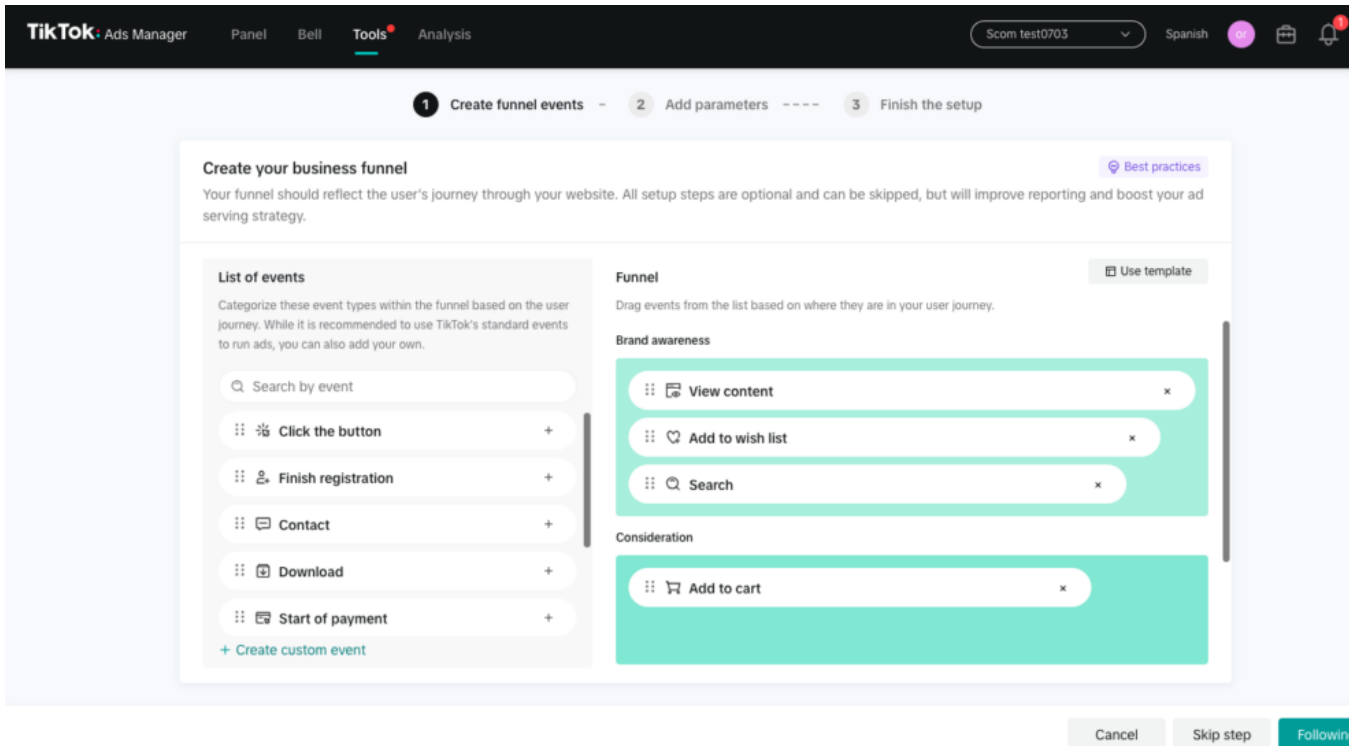 TikTok: Ads Manager Panel Bell Tools Analysis Scom test0703 Spanish or 1
1 Create funnel events 2 Add parameters 3 Finish the setup
Create your business funnel
Best practices
Your funnel should reflect the user's journey through your website. All setup steps are optional and can be skipped, but will improve reporting and boost your ad
serving strategy.
List of events
Categorize these event types within the funnel based on the user
journey. While it is recommended to use TikTok's standard events
to run ads, you can also add your own.
Search by event
Click the button +
Finish registration +
Contact +
Download +
Start of payment +
+ Create custom event
Funnel
Use template
Drag events from the list based on where they are in your user journey.
Brand awareness
View content ×
Add to wish list ×
Search ×
Consideration
Add to cart ×
Cancel Skip step Followin